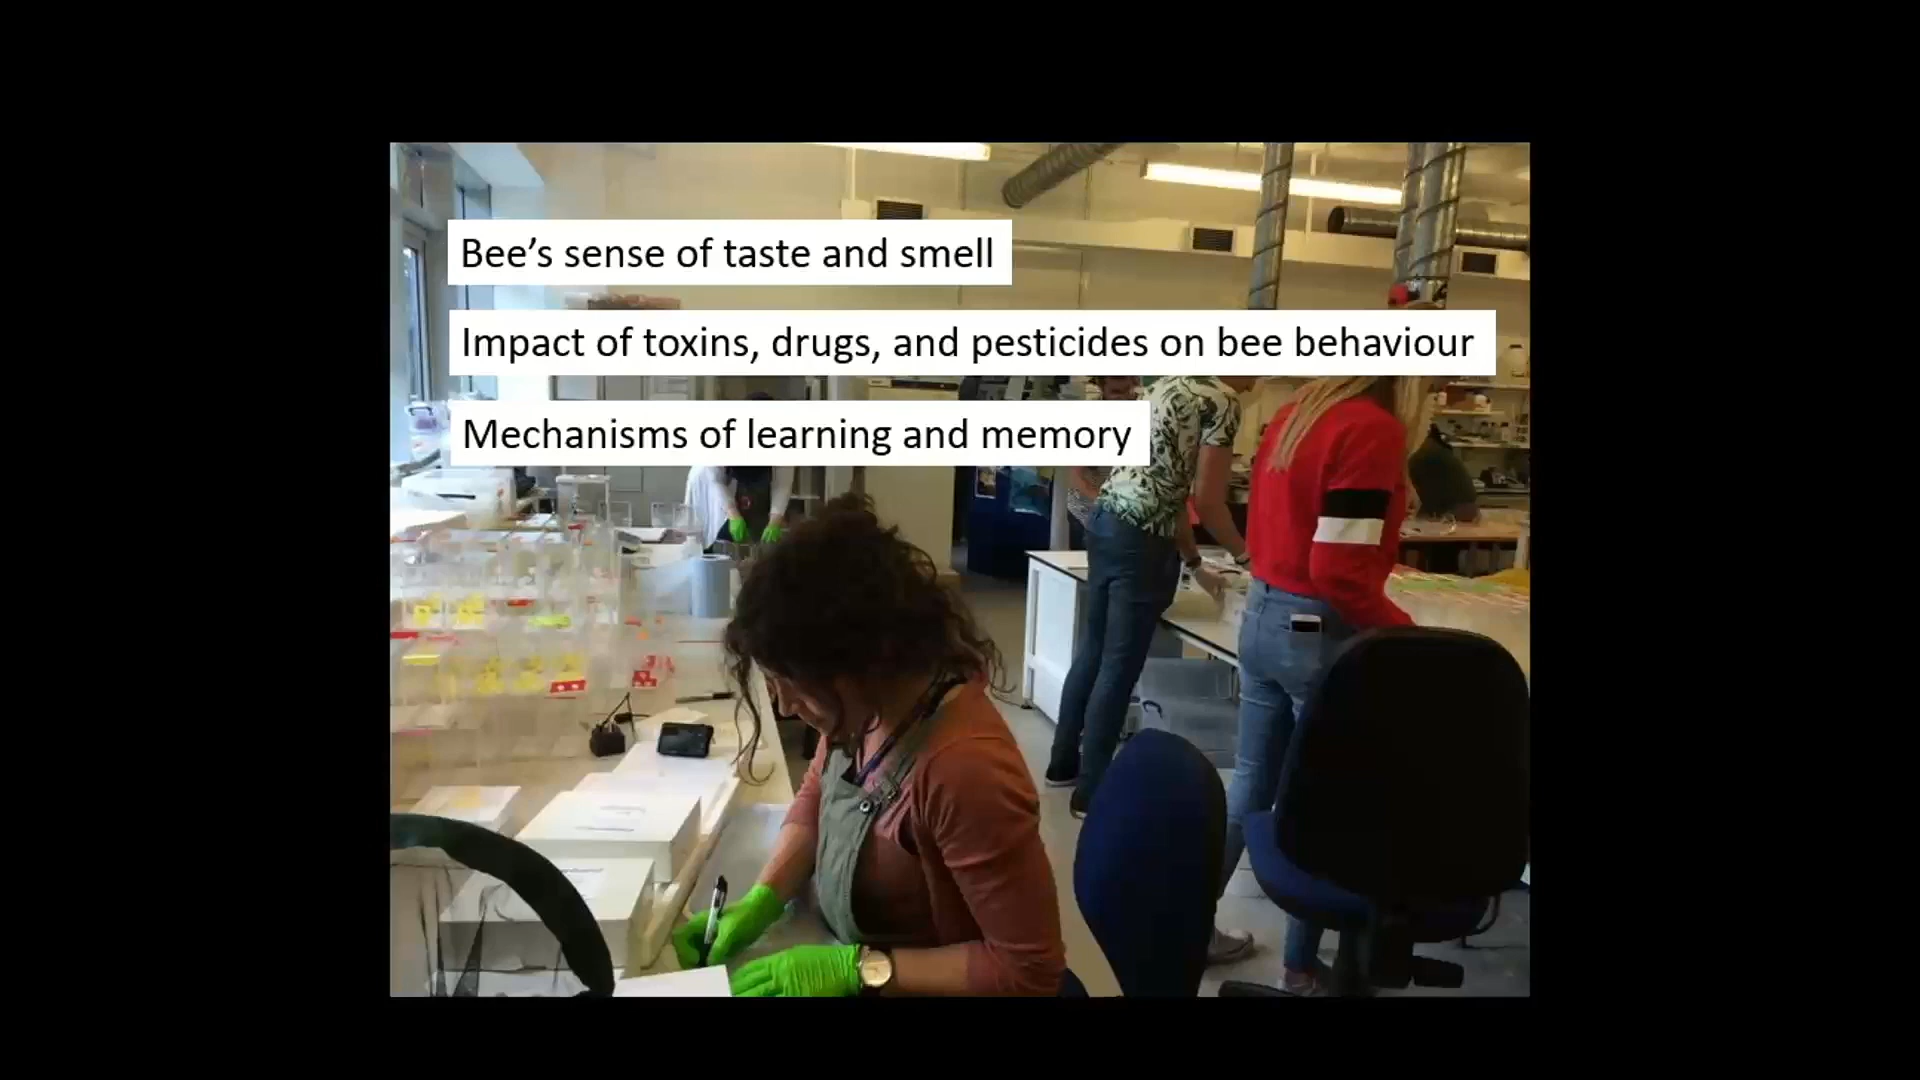 Bee’s sense of taste and smell
Impact of toxins, drugs, and pesticides on bee behaviour
Mechanisms of learning and memory